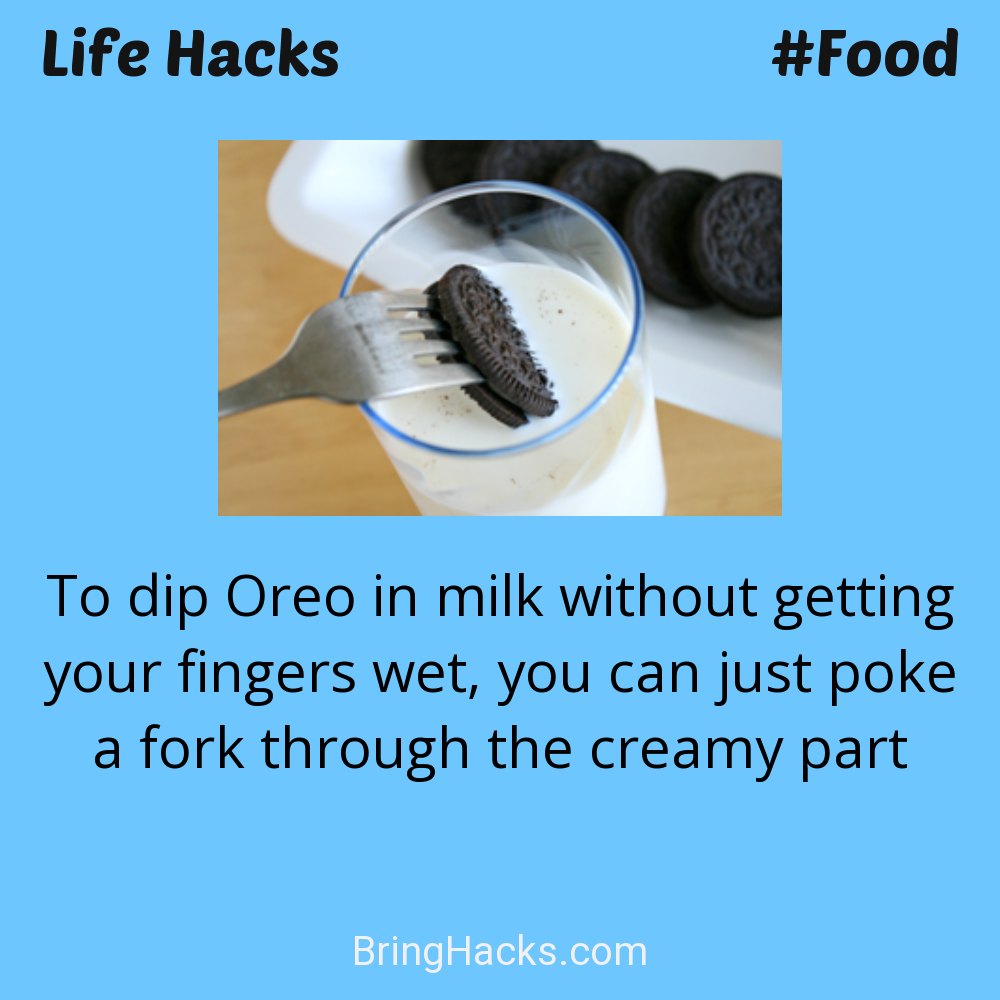 Life Hacks #Food
To dip Oreo in milk without getting
your fingers wet, you can just poke
a fork through the creamy part
BringHacks.com